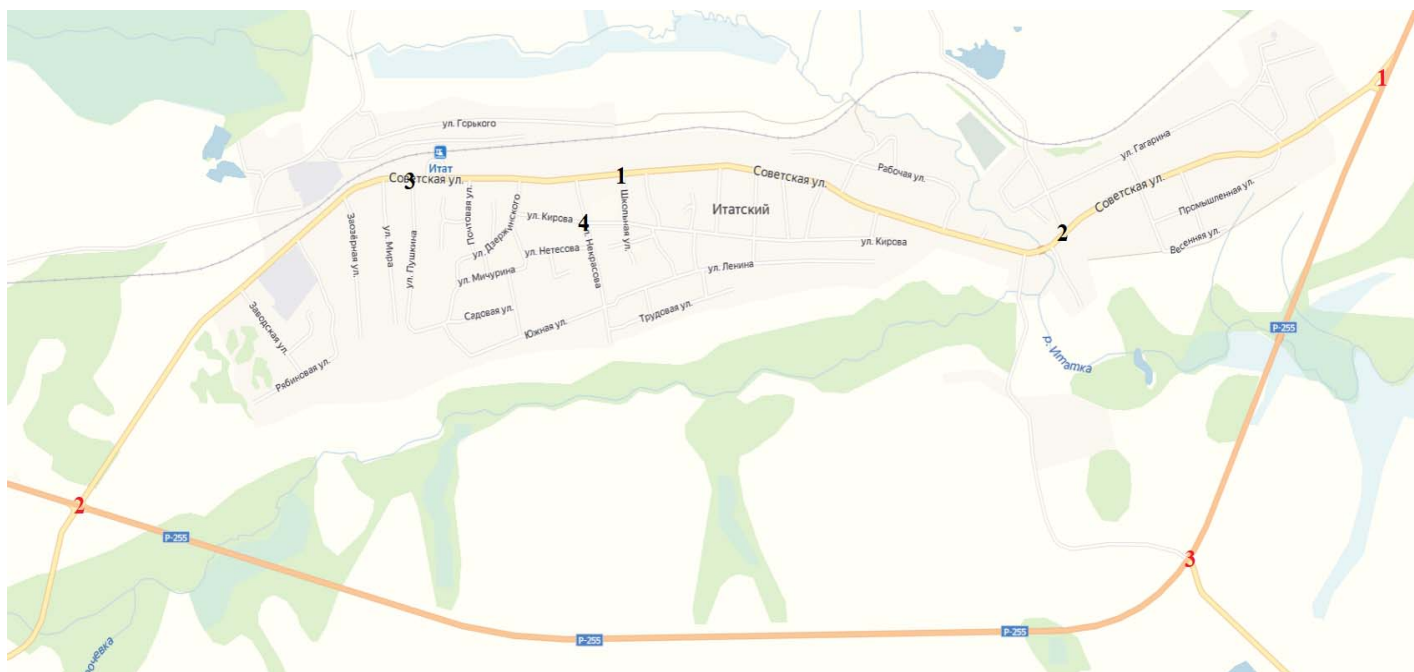 1
ул. Горького
ул. Гагарина
Итат
Советская ул.
3
1
Советская ул.
Рабочая ул.
Советская ул.
Промышленная ул.
Весенняя ул.
2
Заозёрная ул.
ул. Мира
ул. Пушкина
Почтовая ул.
ул. Дзержинского
ул. Кирова
4
ул. Некрасова
Школьная ул.
Итатский
ул. Кирова
ул. Нетесова
ул. Мичурина
ул. Ленина
Садовая ул.
Южная ул.
Трудовая ул.
Заводская ул.
Рябиновая ул.
р. Итатка
Р-255
2
Р-255
3
Р-255
Р-255